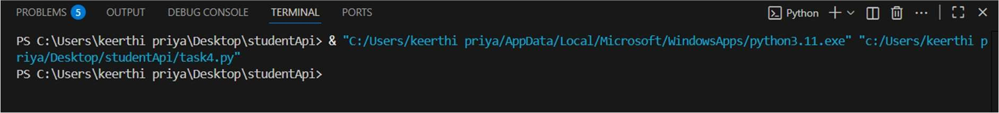 PROBLEMS 5 OUTPUT DEBUG CONSOLE TERMINAL PORTS Python
PS C:\Users\keerthi priya\Desktop\studentApi> & "C:/Users/keerthi priya/AppData/Local/Microsoft/WindowsApps/python3.11.exe" "c:/Users/keerthi p
riya/Desktop/studentApi/task4.py"
PS C:\Users\keerthi priya\Desktop\studentApi>